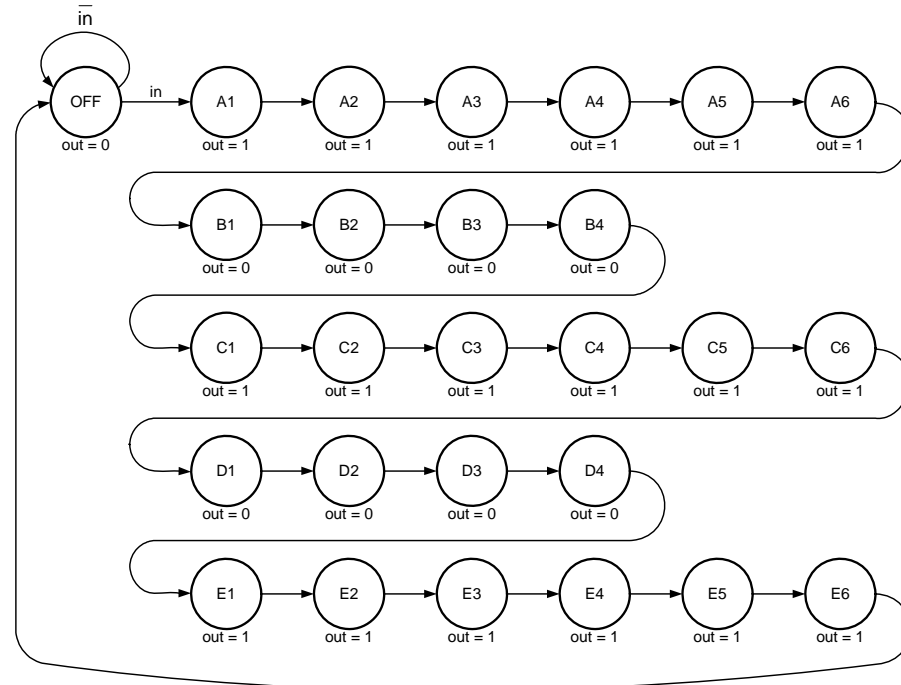 in̅
OFF in A1 A2 A3 A4 A5 A6
out = 0 out = 1 out = 1 out = 1 out = 1 out = 1 out = 1
B1 B2 B3 B4
out = 0 out = 0 out = 0 out = 0
C1 C2 C3 C4 C5 C6
out = 1 out = 1 out = 1 out = 1 out = 1 out = 1
D1 D2 D3 D4
out = 0 out = 0 out = 0 out = 0
E1 E2 E3 E4 E5 E6
out = 1 out = 1 out = 1 out = 1 out = 1 out = 1